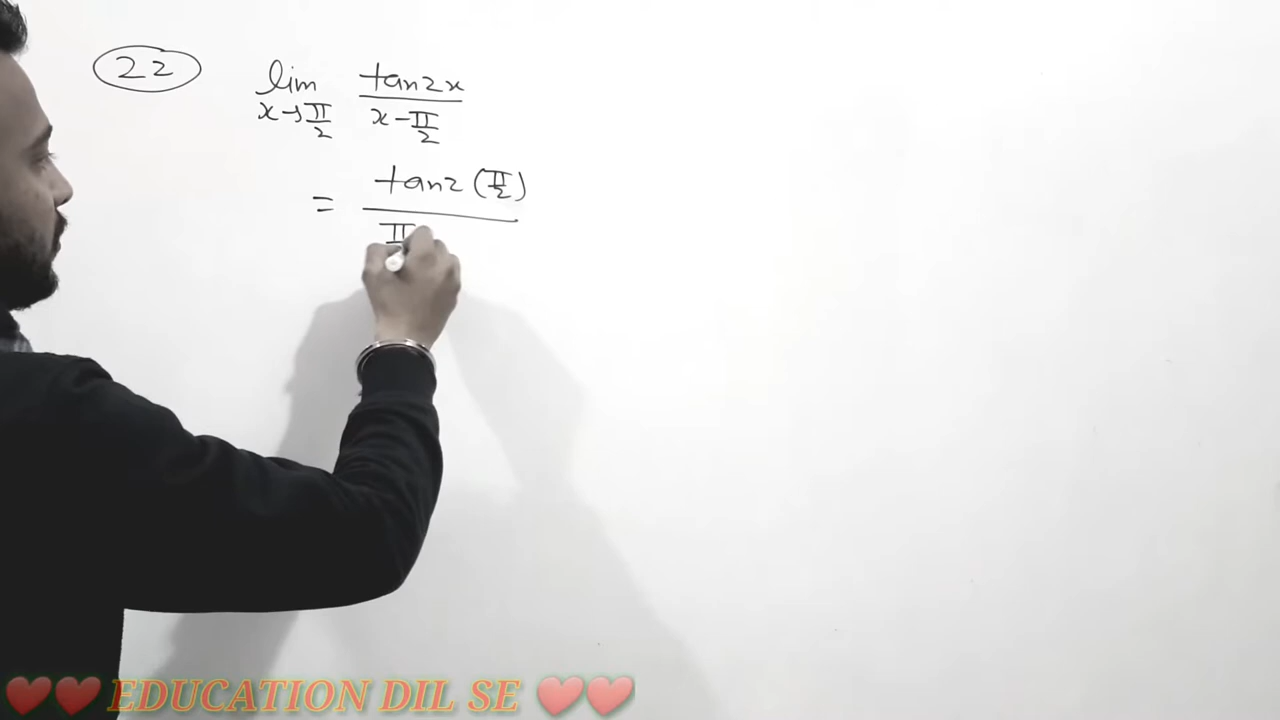 22 lim x→π/2 tan2x / x-π/2
= tan2(π/2) / π
❤❤ EDUCATION DIL SE ❤❤